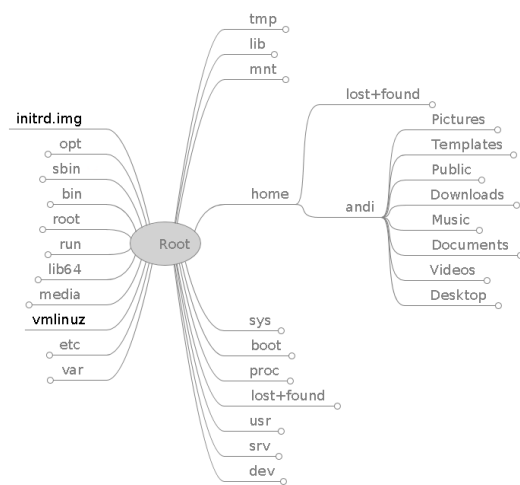 tmp
lib
mnt
lost+found
initrd.img
Pictures
opt
Templates
sbin
Public
bin
home
Downloads
andi
root
Music
run
Root
Documents
lib64
Videos
media
Desktop
vmlinuz
sys
etc
boot
var
proc
lost+found
usr
srv
dev